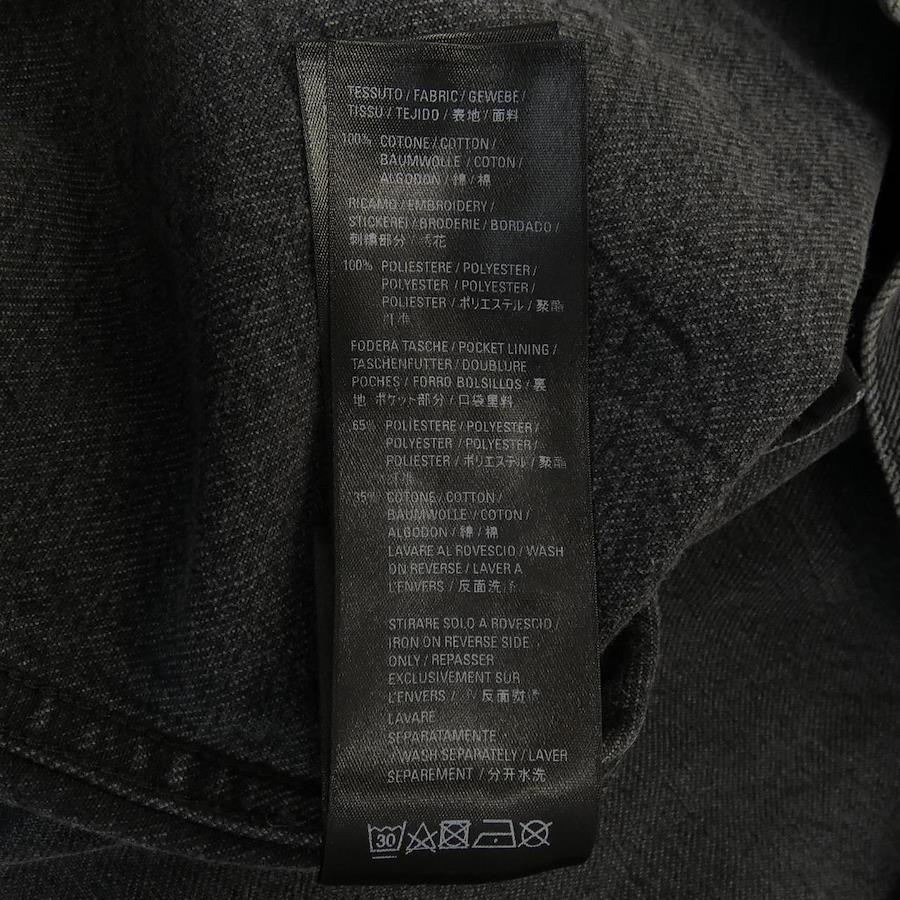 TESSUTO / FABRIC / GEWEBE /
TISSU / TEJIDO / 表地 / 面料
100% COTONE / COTTON /
BAUMWOLLE / COTON /
ALGODON / 綿 / 棉
RICAMO / EMBROIDERY /
STICKEREI / BRODERIE / BORDADO /
刺繍部分 / 绣花
100% POLIESTERE / POLYESTER /
POLYESTER / POLYESTER /
POLIESTER / ポリエステル / 聚酯
FODERA TASCHE / POCKET LINING /
TASCHENFUTTER / DOUBLURE
POCHES / FORRO BOLSILLOS / 裏
地 ポケット部分 / 口袋里料
65% POLIESTERE / POLYESTER /
POLYESTER / POLYESTER /
POLIESTER / ポリエステル / 聚酯
35% COTONE / COTTON /
BAUMWOLLE / COTON /
ALGODON / 綿 / 棉
LAVARE AL ROVESCIO / WASH
ON REVERSE / LAVER A
L'ENVERS / 反面洗涤
STIRARE SOLO A ROVESCIO /
IRON ON REVERSE SIDE
ONLY / REPASSER
EXCLUSIVEMENT SUR
L'ENVERS / 反面熨烫
LAVARE
SEPARATAMENTE
/ WASH SEPARATELY / LAVER
SEPAREMENT / 分开水洗
30